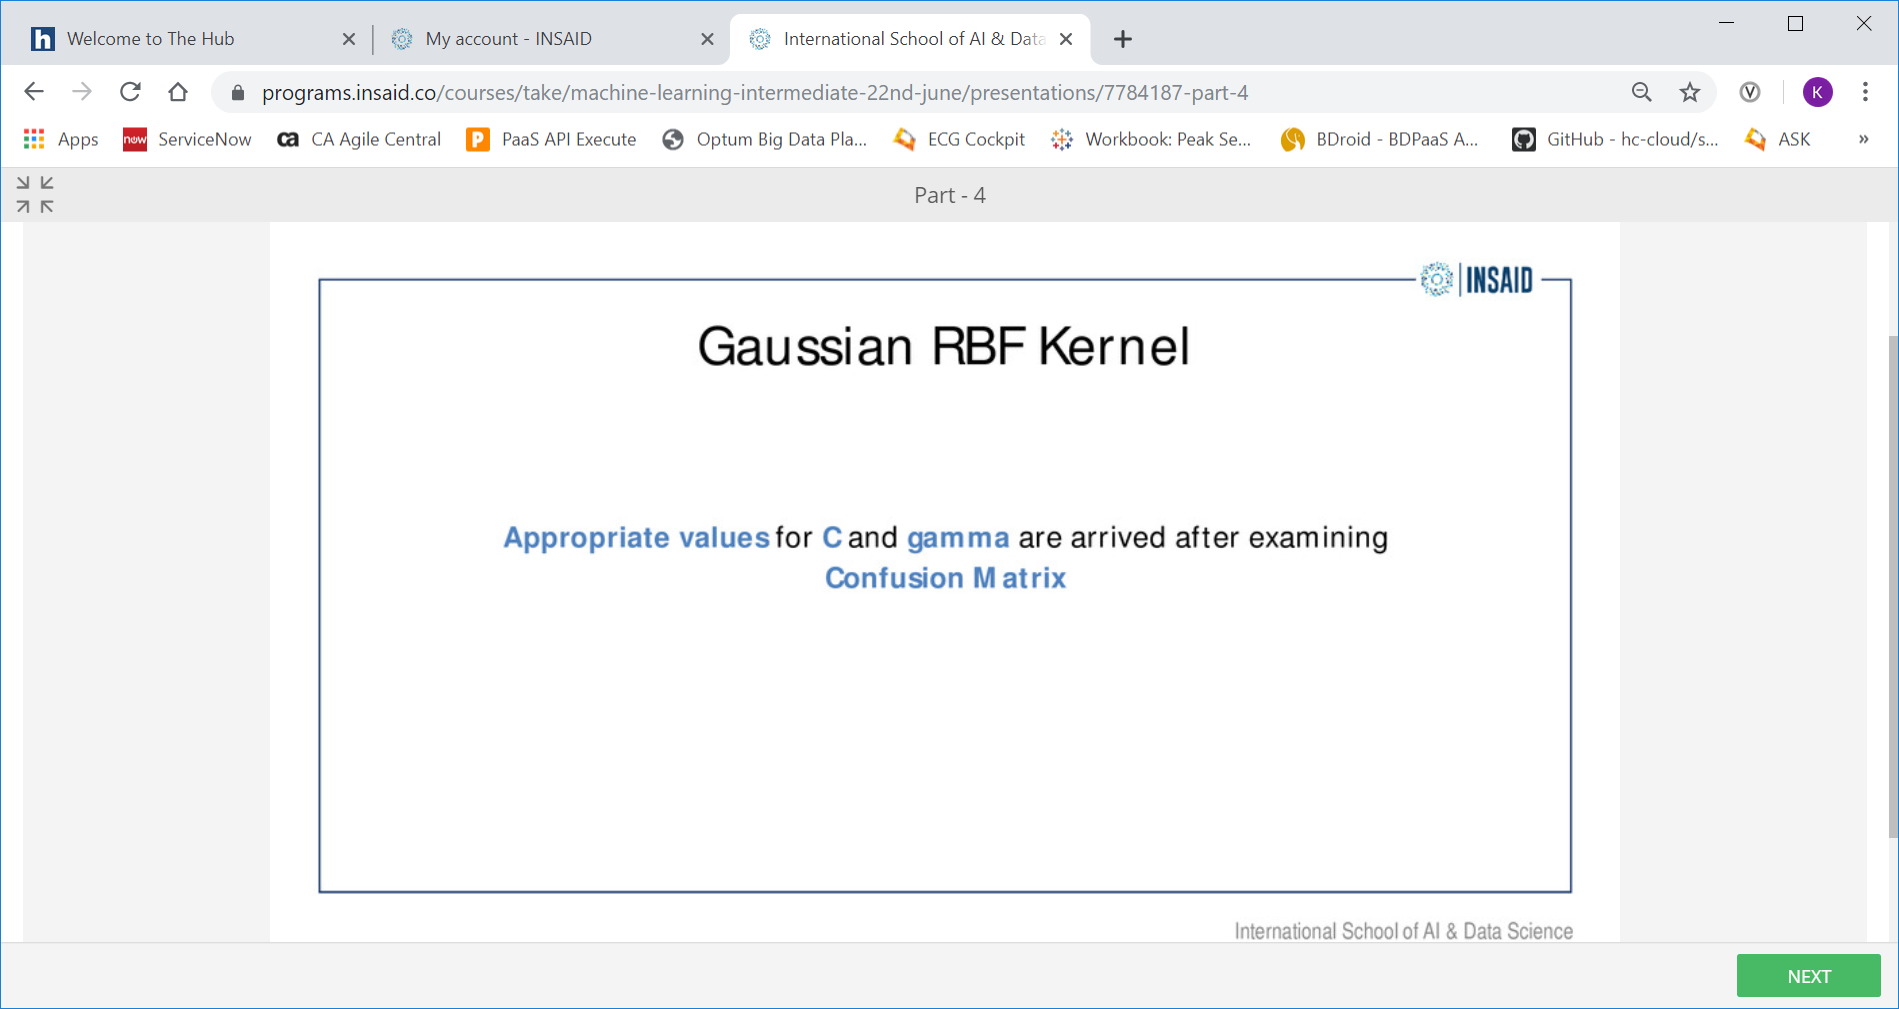 h Welcome to The Hub
My account - INSAID
International School of AI & Data
programs.insaid.co/courses/take/machine-learning-intermediate-22nd-june/presentations/7784187-part-4
K
Apps
now ServiceNow
ca CA Agile Central
P PaaS API Execute
Optum Big Data Pla...
ECG Cockpit
Workbook: Peak Se...
BDroid - BDPaaS A...
GitHub - hc-cloud/s...
ASK
»
Part - 4
INSAID
Gaussian RBF Kernel
Appropriate values for C and gamma are arrived after examining
Confusion Matrix
International School of AI & Data Science
NEXT